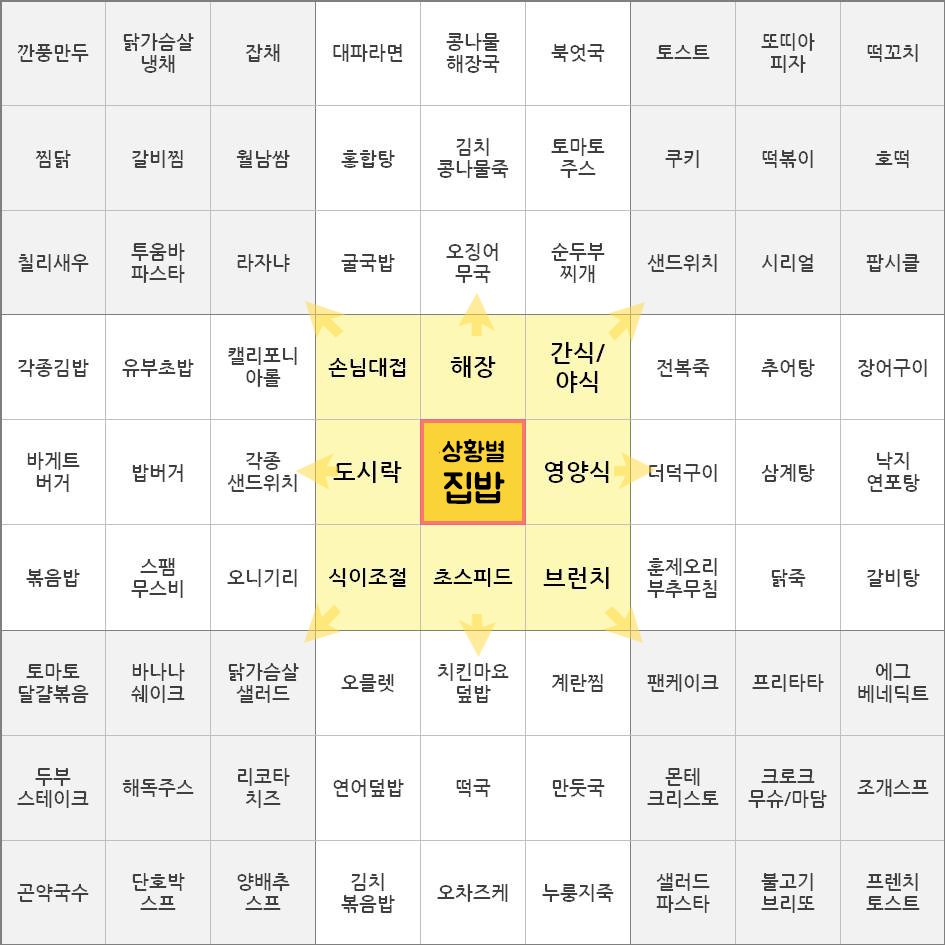 깐풍만두
닭가슴살
냉채
잡채
대파라면
콩나물
해장국
북엇국
토스트
또띠아
피자
떡꼬치
찜닭
갈비찜
월남쌈
홍합탕
김치
콩나물죽
토마토
주스
쿠키
떡볶이
호떡
칠리새우
투움바
파스타
라자냐
굴국밥
오징어
무국
순두부
찌개
샌드위치
시리얼
팝시클
각종김밥
유부초밥
캘리포니
아롤
손님대접
해장
간식/
야식
전복죽
추어탕
장어구이
바게트
버거
밥버거
각종
샌드위치
도시락
상황별
집밥
영양식
더덕구이
삼계탕
낙지
연포탕
볶음밥
스팸
무스비
오니기리
식이조절
초스피드
브런치
훈제오리
부추무침
닭죽
갈비탕
토마토
달걀볶음
바나나
쉐이크
닭가슴살
샐러드
오믈렛
치킨마요
덮밥
계란찜
팬케이크
프리타타
에그
베네딕트
두부
스테이크
해독주스
리코타
치즈
연어덮밥
떡국
만둣국
몬테
크리스토
크로크
무슈/마담
조개스프
곤약국수
단호박
스프
양배추
스프
김치
볶음밥
오차즈케
누룽지죽
샐러드
파스타
불고기
브리또
프렌치
토스트